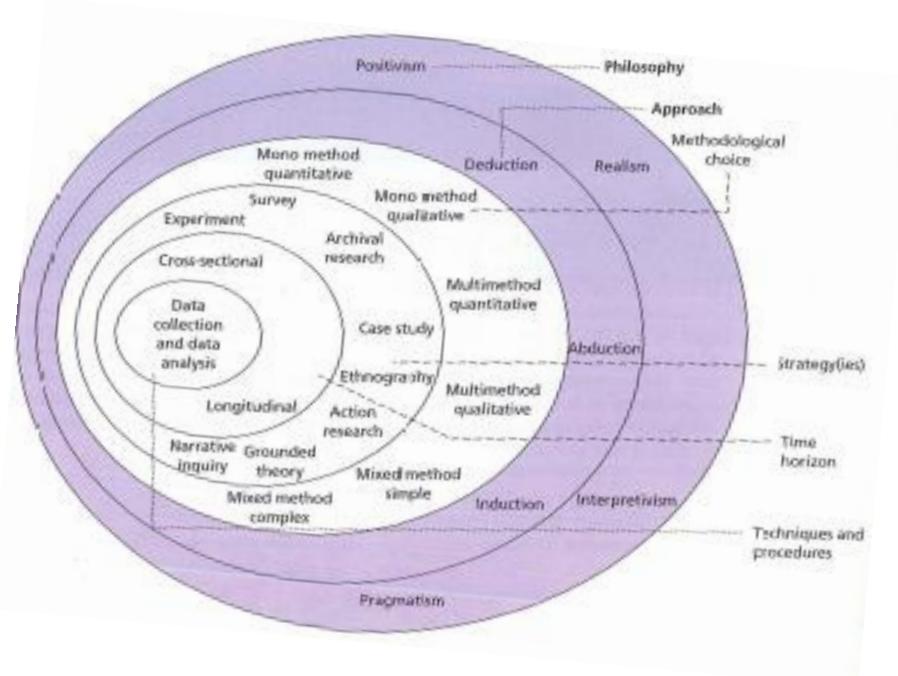 Positivism
Philosophy
Approach
Methodological
choice
Deduction
Realism
Mono method
quantitative
Mono method
qualitative
Survey
Experiment
Archival
research
Cross-sectional
Multimethod
quantitative
Data
collection
and data
analysis
Case study
Abduction
Strategy(ies)
Ethnography
Multimethod
qualitative
Longitudinal
Action
research
Time
horizon
Narrative
inquiry
Grounded
theory
Mixed method
simple
Mixed method
complex
Induction
Interpretivism
Techniques and
procedures
Pragmatism